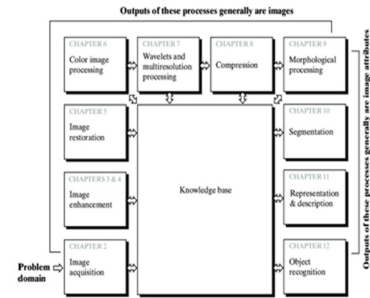 Outputs of these processes generally are images
CHAPTER 6
Color image
processing
CHAPTER 7
Wavelets and
multiresolution
processing
CHAPTER 8
Compression
CHAPTER 9
Morphological
processing
CHAPTER 5
Image
restoration
CHAPTERS 3 & 4
Image
enhancement
CHAPTER 2
Image
acquisition
Problem
domain
Knowledge base
CHAPTER 10
Segmentation
CHAPTER 11
Representation
& description
CHAPTER 12
Object
recognition
Outputs of these processes generally are image attributes